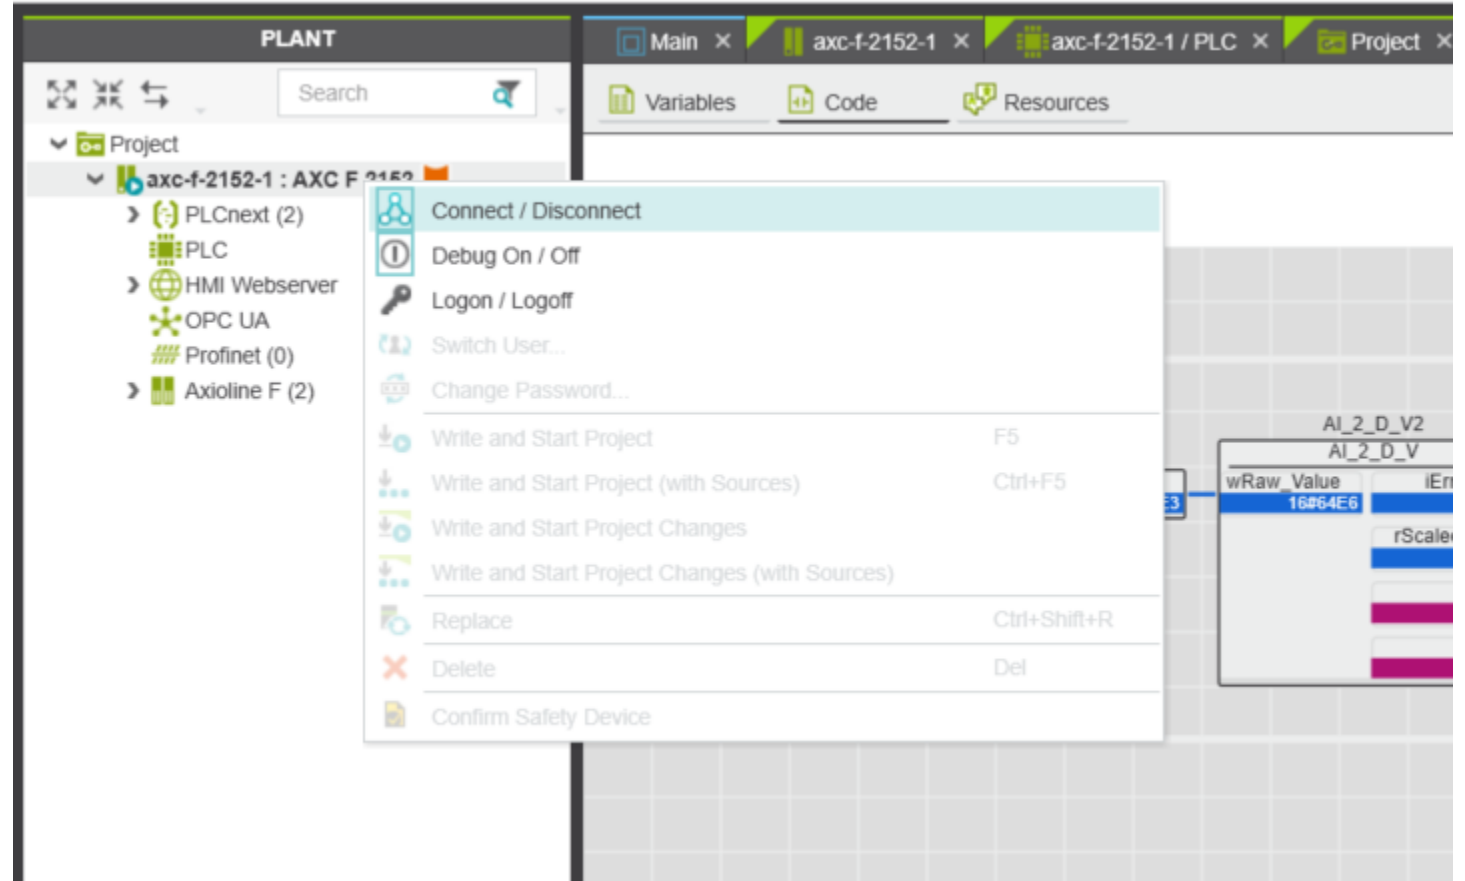 PLANT
Main
axc-f-2152-1
axc-f-2152-1 / PLC
Project
Search
Variables
Code
Resources
Project
axc-f-2152-1 : AXC F 2152
PLCnext (2)
PLC
HMI Webserver
OPC UA
Profinet (0)
Axioline F (2)
Connect / Disconnect
Debug On / Off
Logon / Logoff
Switch User...
Change Password...
Write and Start Project F5
Write and Start Project (with Sources) Ctrl+F5
Write and Start Project Changes
Write and Start Project Changes (with Sources)
Replace Ctrl+Shift+R
Delete Del
Confirm Safety Device
AI_2_D_V2
AI_2_D_V
wRaw_Value iErr
16#64E6
E3
rScale